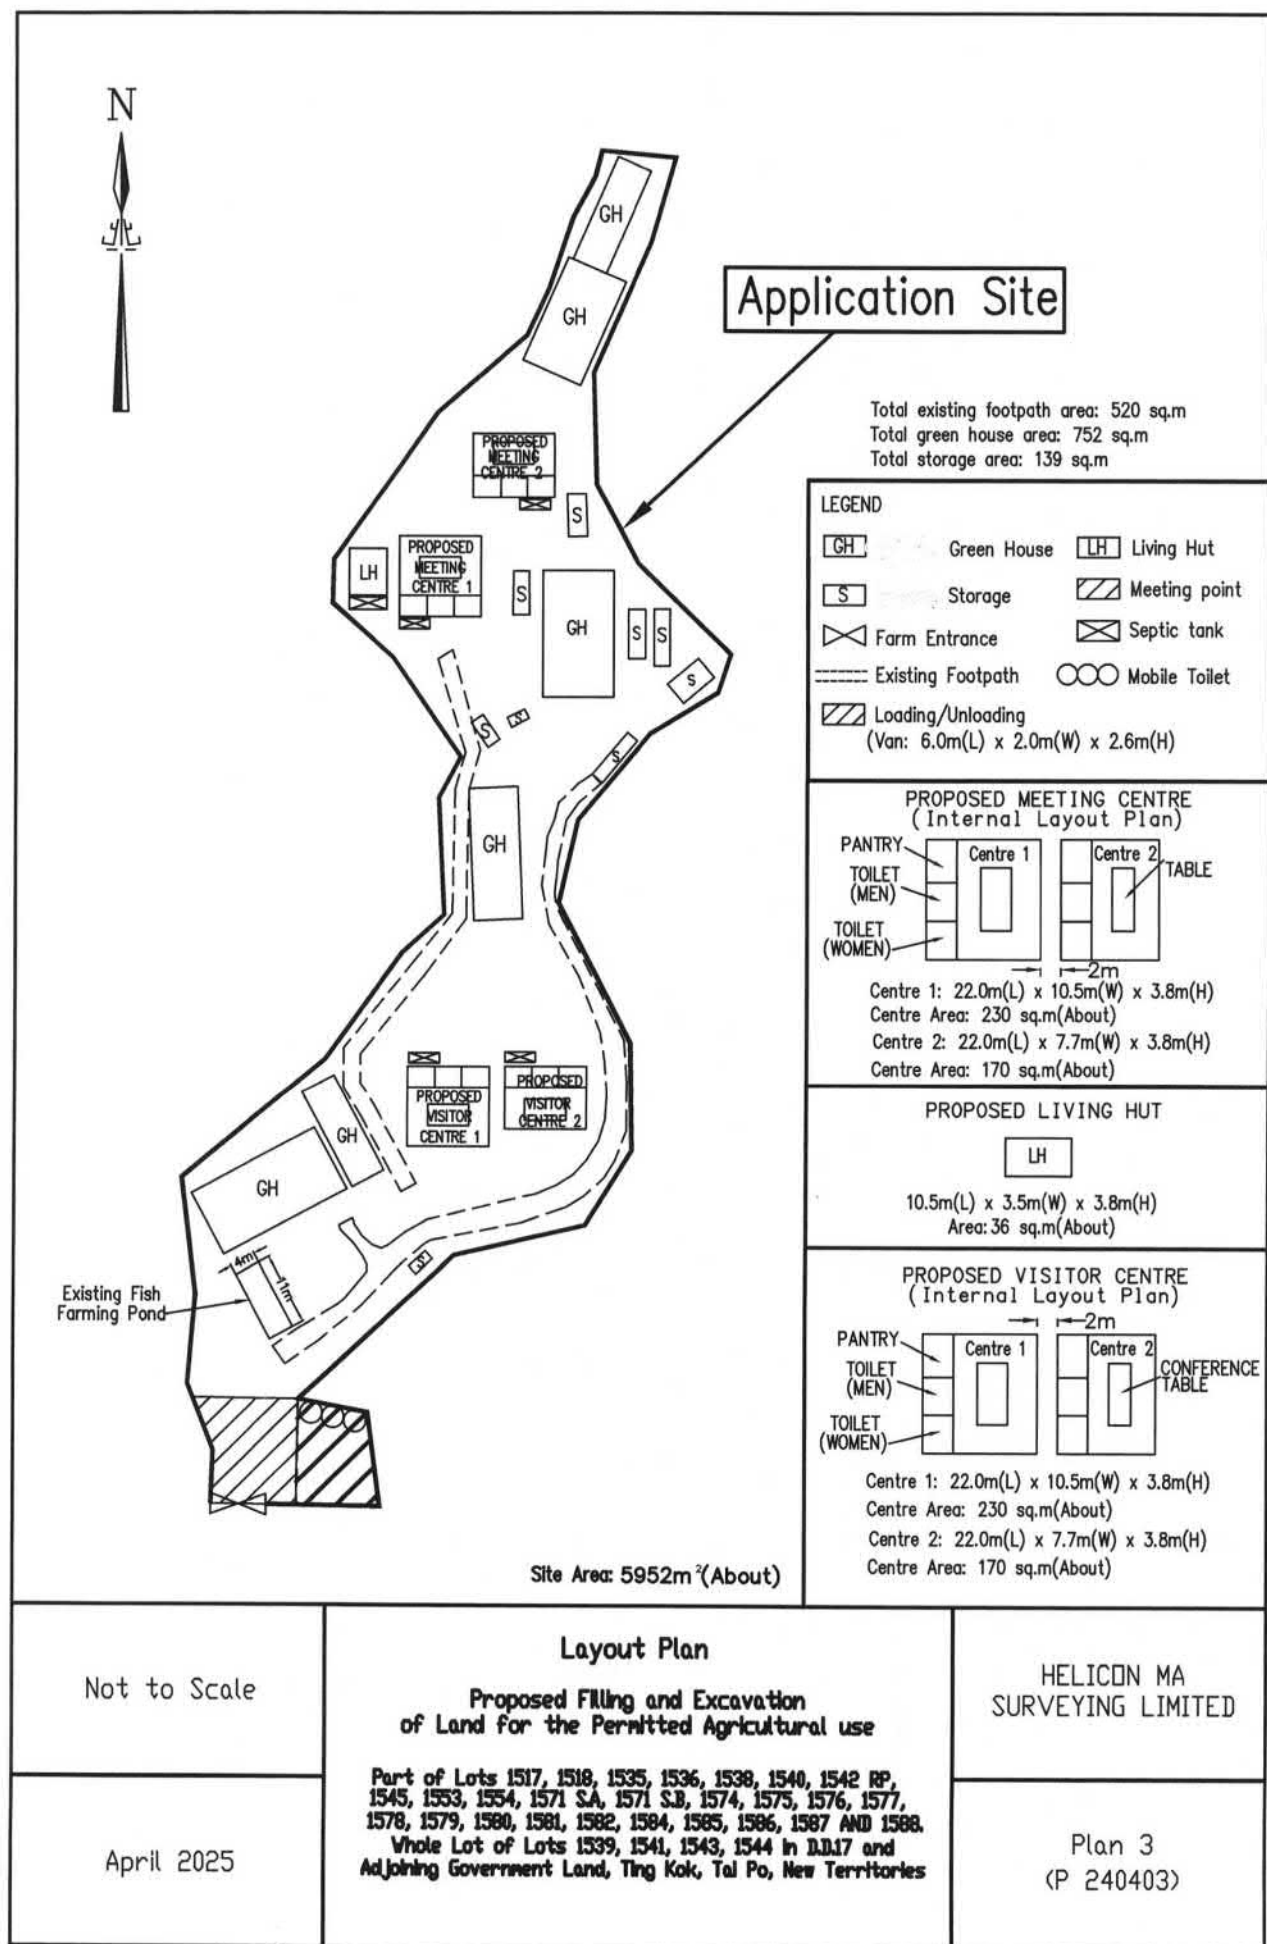 N
GH
GH
Application Site
Total existing footpath area: 520 sq.m
Total green house area: 752 sq.m
Total storage area: 139 sq.m
PROPOSED
MEETING
CENTRE 2
S
LH
PROPOSED
MEETING
CENTRE 1
S
GH
S
S
S
S
S
S
GH
PROPOSED
VISITOR
CENTRE 1
PROPOSED
VISITOR
CENTRE 2
GH
GH
S
4m
11m
Existing Fish
Farming Pond
Site Area: 5952m²(About)
LEGEND
GH Green House
LH Living Hut
S Storage
Meeting point
Farm Entrance
Septic tank
Existing Footpath
Mobile Toilet
Loading/Unloading
(Van: 6.0m(L) x 2.0m(W) x 2.6m(H)
PROPOSED MEETING CENTRE
(Internal Layout Plan)
PANTRY
TOILET
(MEN)
TOILET
(WOMEN)
Centre 1
Centre 2
TABLE
2m
Centre 1: 22.0m(L) x 10.5m(W) x 3.8m(H)
Centre Area: 230 sq.m(About)
Centre 2: 22.0m(L) x 7.7m(W) x 3.8m(H)
Centre Area: 170 sq.m(About)
PROPOSED LIVING HUT
LH
10.5m(L) x 3.5m(W) x 3.8m(H)
Area: 36 sq.m(About)
PROPOSED VISITOR CENTRE
(Internal Layout Plan)
2m
PANTRY
TOILET
(MEN)
TOILET
(WOMEN)
Centre 1
Centre 2
CONFERENCE
TABLE
Centre 1: 22.0m(L) x 10.5m(W) x 3.8m(H)
Centre Area: 230 sq.m(About)
Centre 2: 22.0m(L) x 7.7m(W) x 3.8m(H)
Centre Area: 170 sq.m(About)
Not to Scale
April 2025
Layout Plan
Proposed Filling and Excavation
of Land for the Permitted Agricultural use
Part of Lots 1517, 1518, 1535, 1536, 1538, 1540, 1542 RP,
1545, 1553, 1554, 1571 S.A, 1571 S.B, 1574, 1575, 1576, 1577,
1578, 1579, 1580, 1581, 1582, 1584, 1585, 1586, 1587 AND 1588.
Whole Lot of Lots 1539, 1541, 1543, 1544 in D.D.17 and
Adjoining Government Land, Ting Kok, Tai Po, New Territories
HELICON MA
SURVEYING LIMITED
Plan 3
(P 240403)